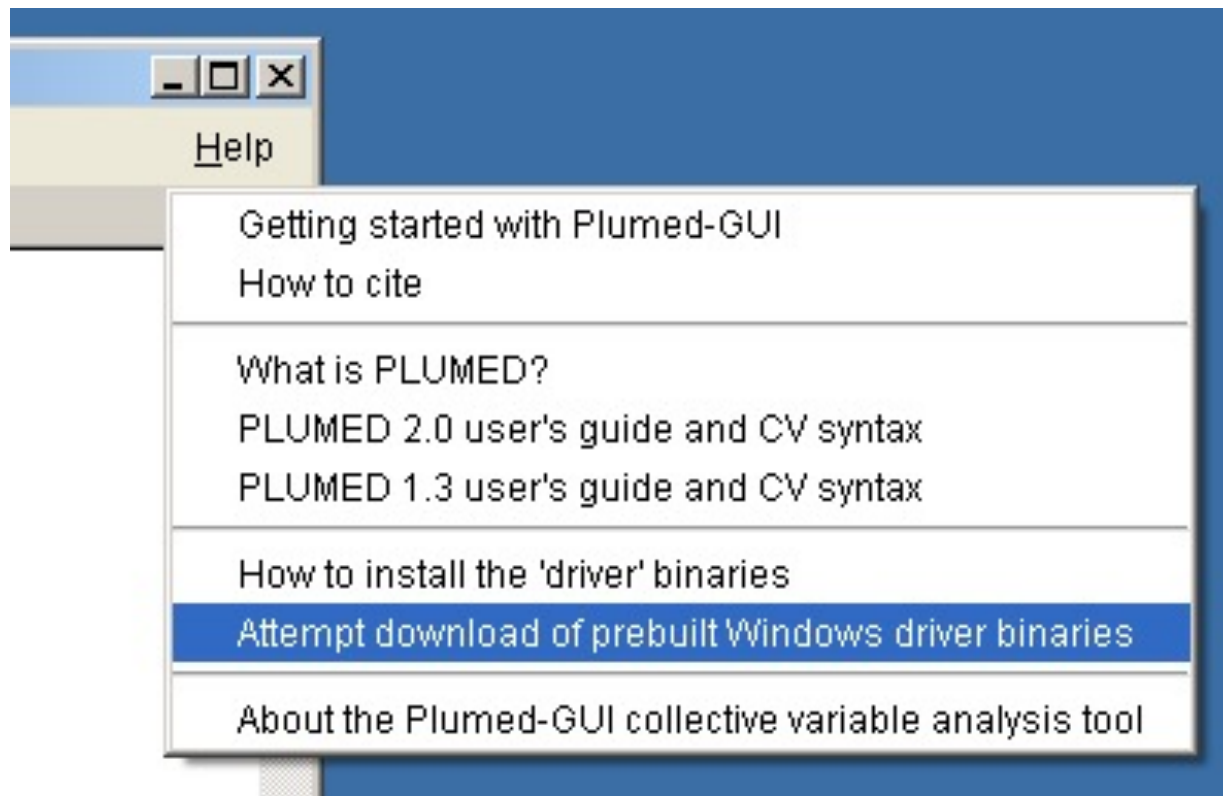 Help
Getting started with Plumed-GUI
How to cite
What is PLUMED?
PLUMED 2.0 user's guide and CV syntax
PLUMED 1.3 user's guide and CV syntax
How to install the 'driver' binaries
Attempt download of prebuilt Windows driver binaries
About the Plumed-GUI collective variable analysis tool